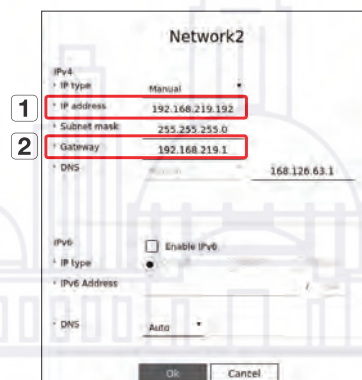 Network2
IPv4
IP type Manual
1 IP address 192.168.219.192
Subnet mask 255.255.255.0
2 Gateway 192.168.219.1
DNS 168.126.63.1
IPv6 Enable IPv6
IP type
IPv6 Address /
DNS Auto
Ok Cancel